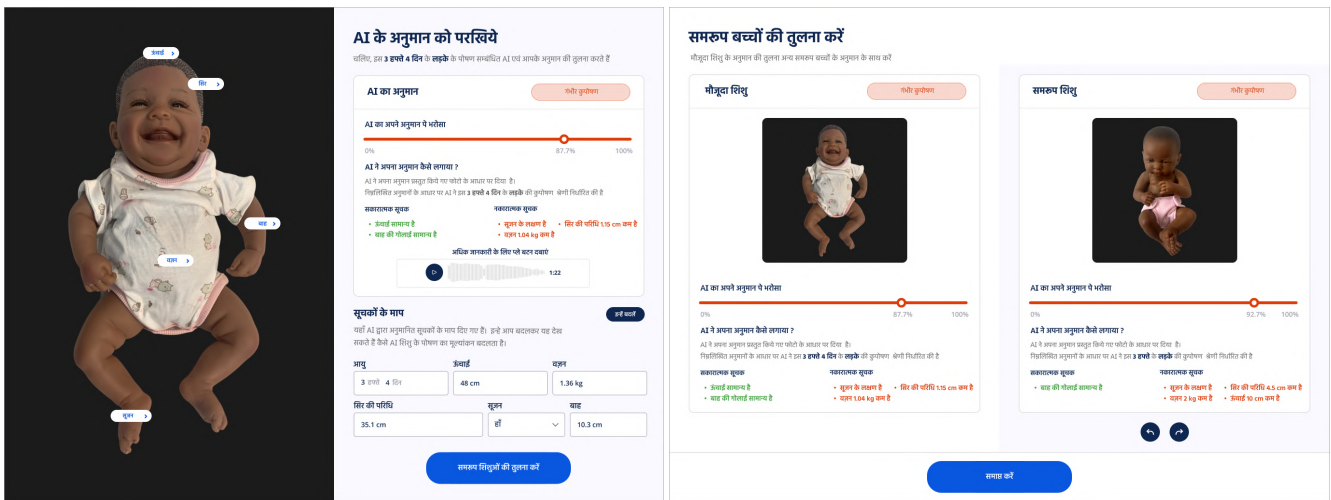 ऊंचाई
सिर
बाह
वज़न
सूजन
AI के अनुमान को परखिये
चलिए, इस 3 हफ्ते 4 दिन के लड़के के पोषण सम्बंधित AI एवं आपके अनुमान की तुलना करते हैं
AI का अनुमान
गंभीर कुपोषण
AI का अपने अनुमान पे भरोसा
0%
87.7%
100%
AI ने अपना अनुमान कैसे लगाया ?
AI ने अपना अनुमान प्रस्तुत किये गए फोटो के आधार पर दिया है।
निम्नलिखित अनुमानों के आधार पर AI ने इस 3 हफ्ते 4 दिन के लड़के की कुपोषण श्रेणी निर्धारित की है
सकारात्मक सूचक
नकारात्मक सूचक
• ऊंचाई सामान्य है
• सूजन के लक्षण है
• सिर की परिधि 1.15 cm कम है
• बाह की गोलाई सामान्य है
• वज़न 1.04 kg कम है
अधिक जानकारी के लिए प्ले बटन दबाएं
1:22
सूचकों के माप
इन्हें बदलें
यहाँ AI द्वारा अनुमानित सूचकों के माप दिए गए हैं। इन्हे आप बदलकर यह देख
सकते हैं कैसे AI शिशु के पोषण का मूल्यांकन बदलता है।
आयु
ऊंचाई
वज़न
3 हफ्ते 4 दिन
48 cm
1.36 kg
सिर की परिधि
सूजन
बाह
35.1 cm
हाँ
10.3 cm
समरूप शिशुओं की तुलना करें
समरूप बच्चों की तुलना करें
मौजूदा शिशु के अनुमान की तुलना अन्य समरूप बच्चों के अनुमान के साथ करें
मौजूदा शिशु
गंभीर कुपोषण
AI का अपने अनुमान पे भरोसा
0%
87.7%
100%
AI ने अपना अनुमान कैसे लगाया ?
AI ने अपना अनुमान प्रस्तुत किये गए फोटो के आधार पर दिया है।
निम्नलिखित अनुमानों के आधार पर AI ने इस 3 हफ्ते 4 दिन के लड़के की कुपोषण श्रेणी निर्धारित की है
सकारात्मक सूचक
नकारात्मक सूचक
• ऊंचाई सामान्य है
• सूजन के लक्षण है
• सिर की परिधि 1.15 cm कम है
• बाह की गोलाई सामान्य है
• वज़न 1.04 kg कम है
समरूप शिशु
गंभीर कुपोषण
AI का अपने अनुमान पे भरोसा
0%
92.7%
100%
AI ने अपना अनुमान कैसे लगाया ?
AI ने अपना अनुमान प्रस्तुत किये गए फोटो के आधार पर दिया है।
निम्नलिखित अनुमानों के आधार पर AI ने इस 3 हफ्ते 4 दिन के लड़के की कुपोषण श्रेणी निर्धारित की है
सकारात्मक सूचक
नकारात्मक सूचक
• बाह की गोलाई सामान्य है
• सूजन के लक्षण है
• सिर की परिधि 4.5 cm कम है
• वज़न 2 kg कम है
• ऊंचाई 10 cm कम है
समाप्त करें